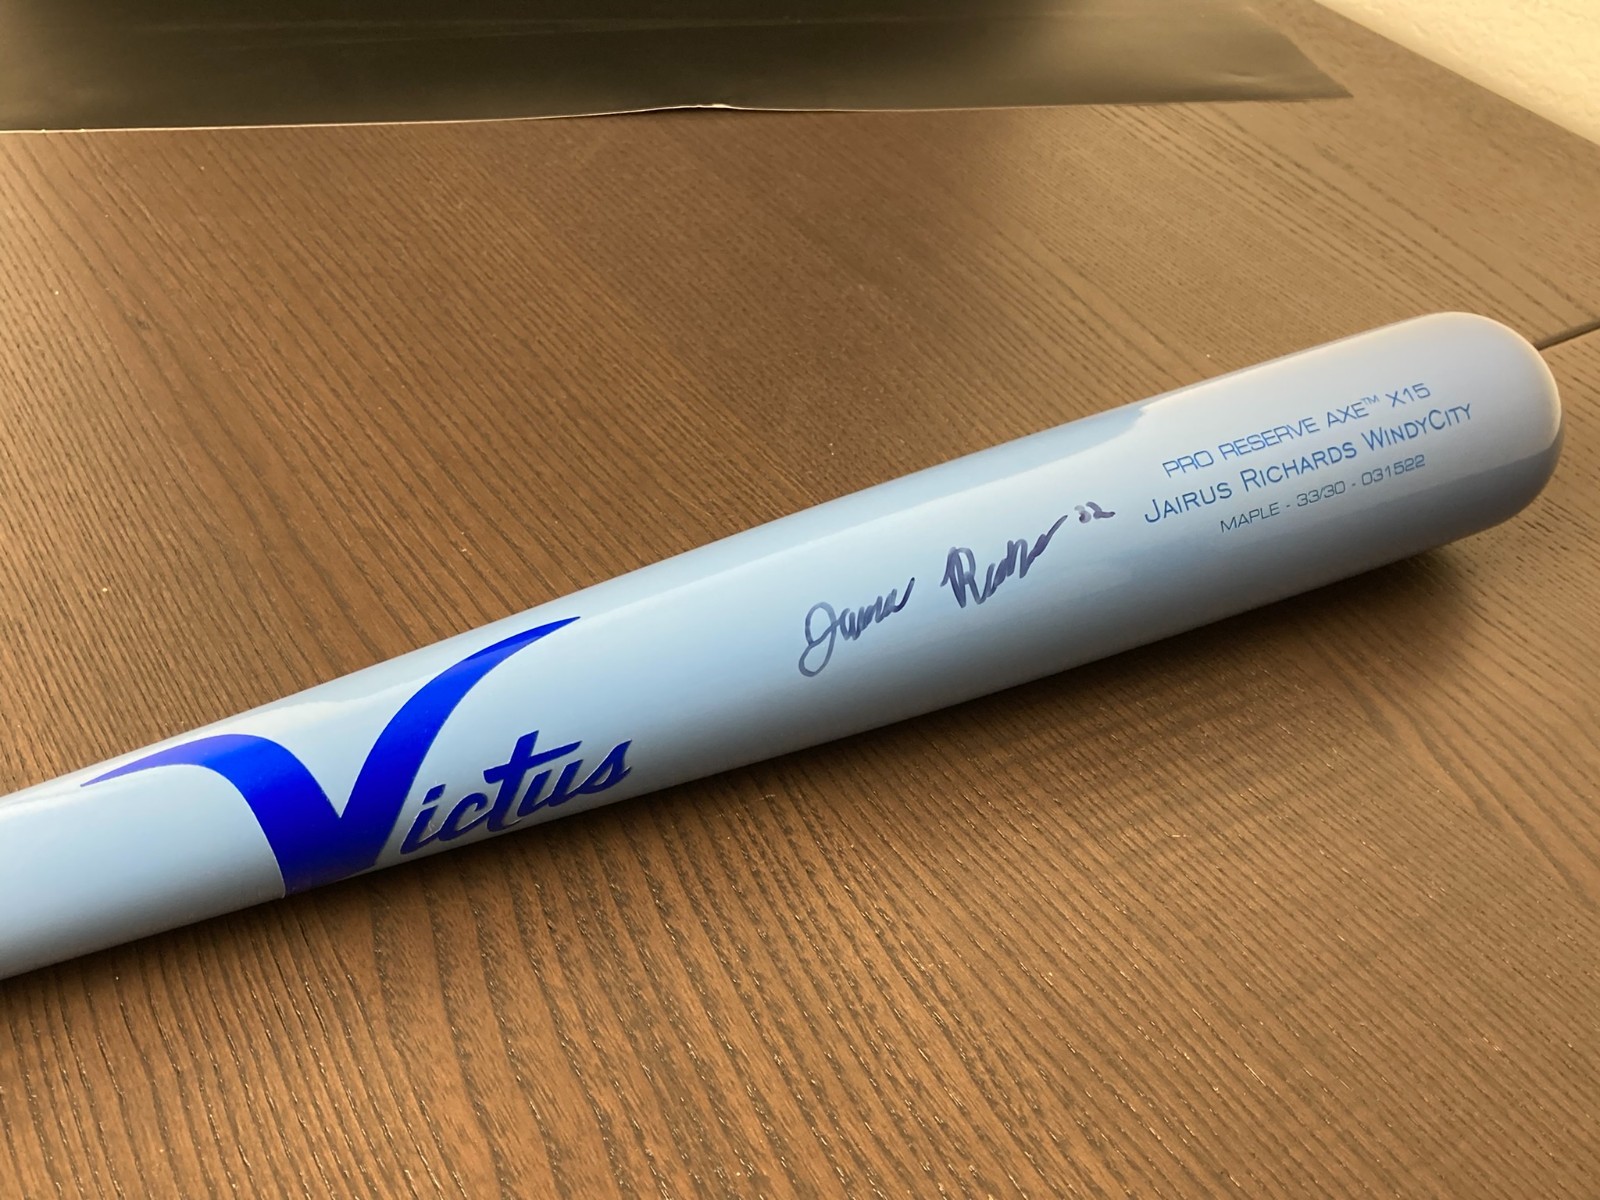 Victus
PRO RESERVE AXE™ X15
JAIRUS RICHARDS WINDYCITY
MAPLE - 33/30 - 031522